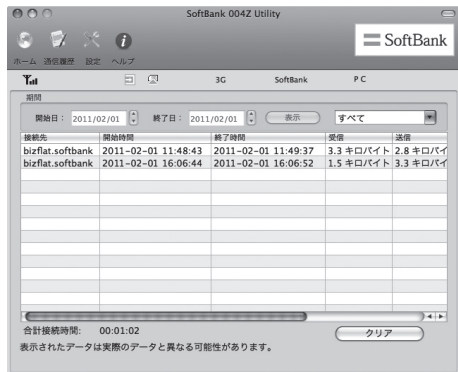 SoftBank 004Z Utility
ホーム 通信履歴 設定 ヘルプ
SoftBank
3G SoftBank PC
期間
開始日： 2011/02/01 終了日： 2011/02/01 表示 すべて
接続先 開始時間 終了時間 受信 送信
bizflat.softbank 2011-02-01 11:48:43 2011-02-01 11:49:37 3.3 キロバイト 2.8 キロバイ
bizflat.softbank 2011-02-01 16:06:44 2011-02-01 16:06:52 1.5 キロバイト 3.3 キロバイ
合計接続時間: 00:01:02 クリア
表示されたデータは実際のデータと異なる可能性があります。